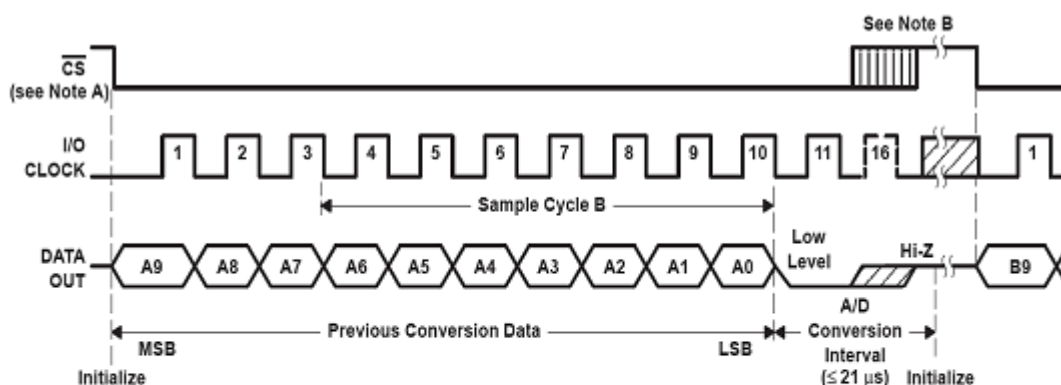 See Note B
CS
(see Note A)
I/O
CLOCK
1 2 3 4 5 6 7 8 9 10 11 16 1
Sample Cycle B
DATA
OUT
A9 A8 A7 A6 A5 A4 A3 A2 A1 A0
Low
Level
Hi-Z
B9
A/D
Conversion
Interval
(≤ 21 μs)
Previous Conversion Data
MSB
LSB
Initialize
Initialize